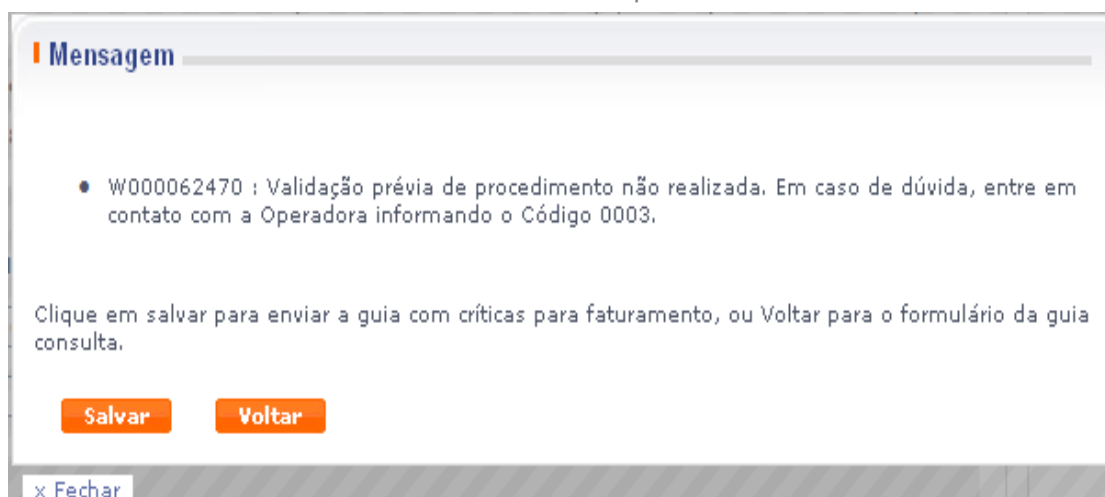 Mensagem
W000062470 : Validação prévia de procedimento não realizada. Em caso de dúvida, entre em
contato com a Operadora informando o Código 0003.
Clique em salvar para enviar a guia com críticas para faturamento, ou Voltar para o formulário da guia
consulta.
Salvar Voltar
x Fechar